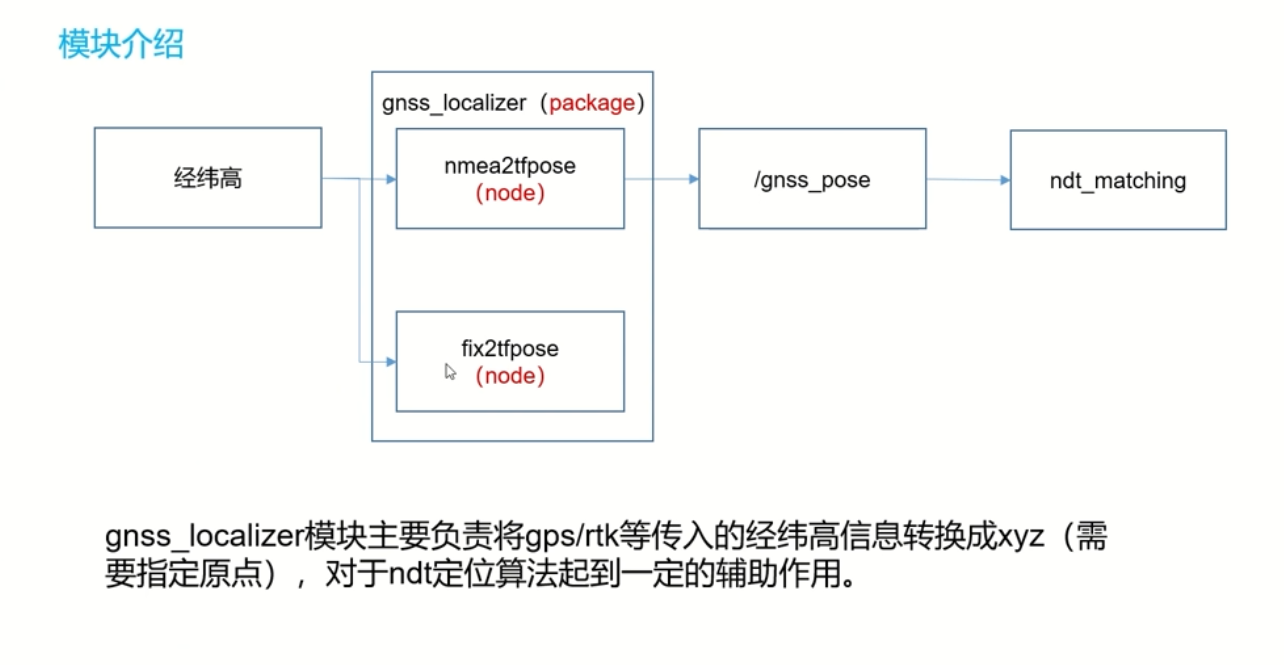 模块介绍
gnss_localizer（package）
经纬高
nmea2tfpose
（node）
/gnss_pose
ndt_matching
fix2tfpose
（node）
gnss_localizer模块主要负责将gps/rtk等传入的经纬高信息转换成xyz（需
要指定原点），对于ndt定位算法起到一定的辅助作用。